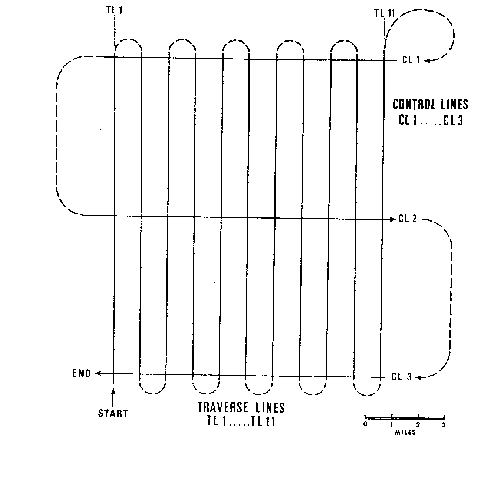 TL 1
TL 11
CL 1
CONTROL LINES
CL 1.....CL 3
CL 2
END
CL 3
START
TRAVERSE LINES
TL 1.....TL 11
0 1 2 3
MILES